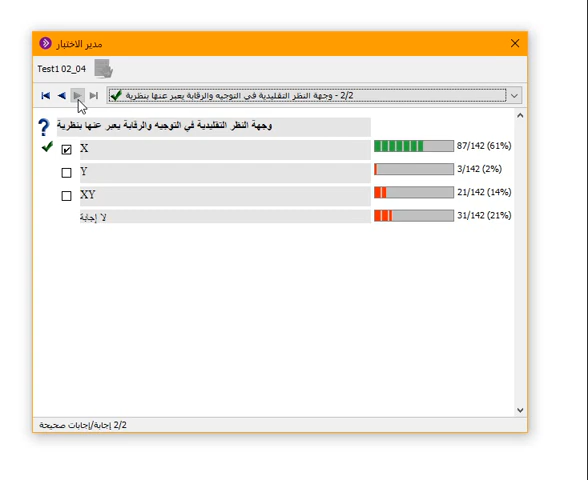 مدير الاختبار
Test1 02_04
2/2 - وجهة النظر التقليدية في التوجيه والرقابة يعبر عنها بنظرية
وجهة النظر التقليدية في التوجيه والرقابة يعبر عنها بنظرية
X 87/142 (61%)
Y 3/142 (2%)
XY 21/142 (14%)
لا إجابة 31/142 (21%)
2/2 إجابة/إجابات صحيحة